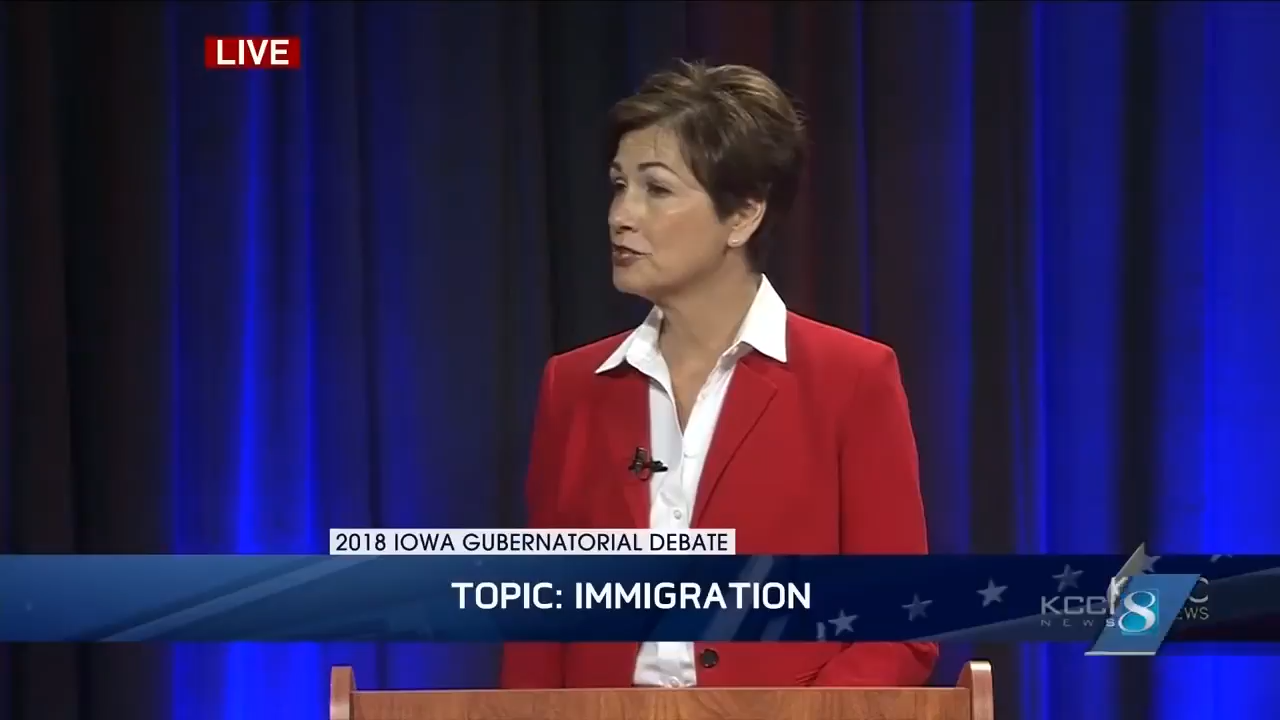 LIVE
2018 IOWA GUBERNATORIAL DEBATE
TOPIC: IMMIGRATION
KCCI 8
NEWS